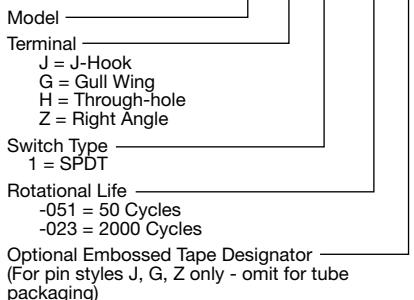 Model
Terminal
J = J-Hook
G = Gull Wing
H = Through-hole
Z = Right Angle
Switch Type
1 = SPDT
Rotational Life
-051 = 50 Cycles
-023 = 2000 Cycles
Optional Embossed Tape Designator
(For pin styles J, G, Z only - omit for tube
packaging)